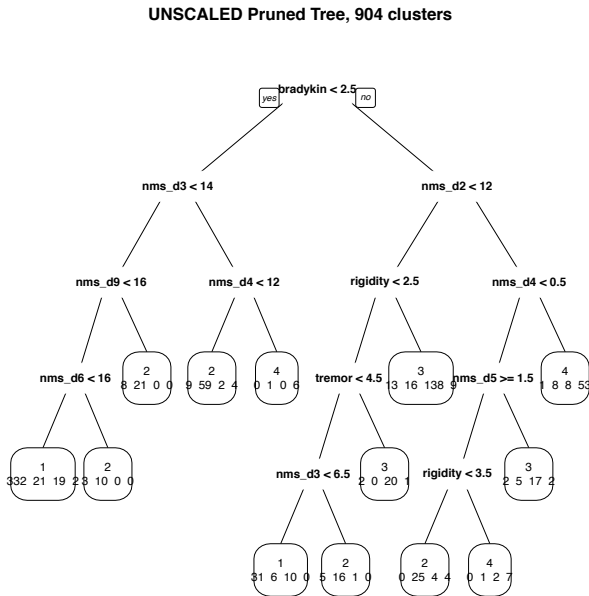 UNSCALED Pruned Tree, 904 clusters
bradykin < 2.5
yes
no
nms_d3 < 14
nms_d2 < 12
nms_d9 < 16
nms_d4 < 12
rigidity < 2.5
nms_d4 < 0.5
nms_d6 < 16
2
8 21 0 0
2
9 59 2 4
4
0 1 0 6
tremor < 4.5
3
13 16 138 9
nms_d5 >= 1.5
4
1 8 8 53
1
332 21 19 2
2
3 10 0 0
nms_d3 < 6.5
3
2 0 20 1
rigidity < 3.5
3
2 5 17 2
1
31 6 10 0
2
5 16 1 0
2
0 25 4 4
4
0 1 2 7